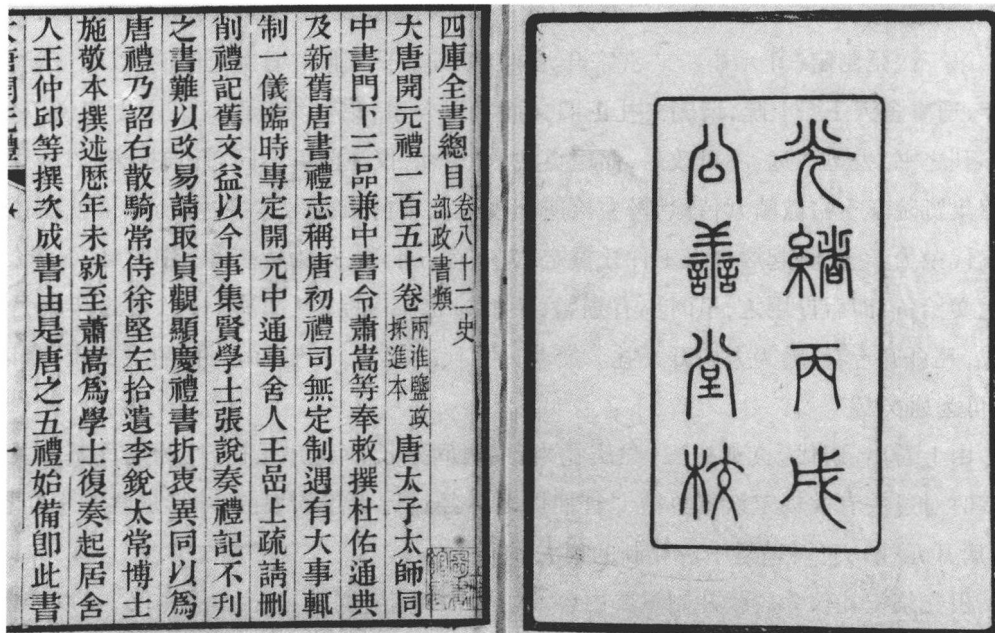 光緒丙戌
公善堂校
四庫全書總目卷八十二史部政書類
大唐開元禮一百五十卷兩淮鹽政採進本唐太子太師同
中書門下三品兼中書令蕭嵩等奉敕撰杜佑通典
及新舊唐書禮志稱唐初禮司無定制遇有大事輒
制一儀臨時專定開元中通事舍人王嵒上疏請刪
削禮記舊文益以今事集賢學士張說奏禮記不刊
之書難以改易請取貞觀顯慶禮書折衷異同以爲
唐禮乃詔右散騎常侍徐堅左拾遺李銳太常博士
施敬本撰述歷年未就至蕭嵩爲學士復奏起居舍
人王仲邱等撰次成書由是唐之五禮始備卽此書
大唐開元禮 一